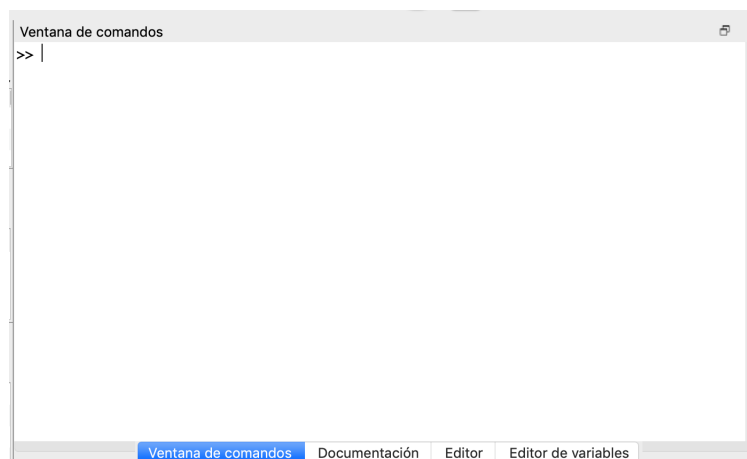 Ventana de comandos
>>
Ventana de comandos Documentación Editor Editor de variables